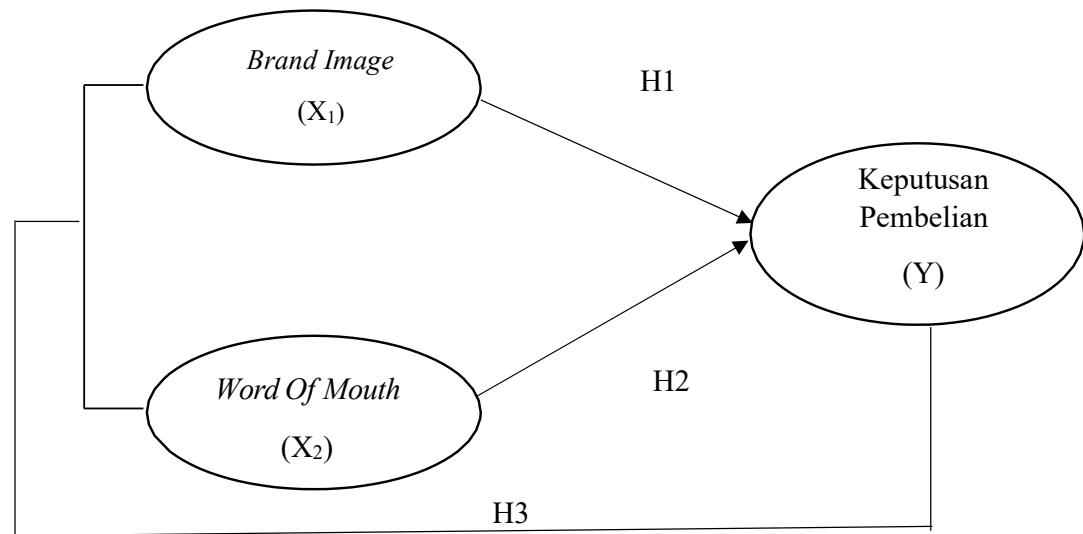 Brand Image
(X₁)
H1
Keputusan
Pembelian
(Y)
Word Of Mouth
(X₂)
H2
H3